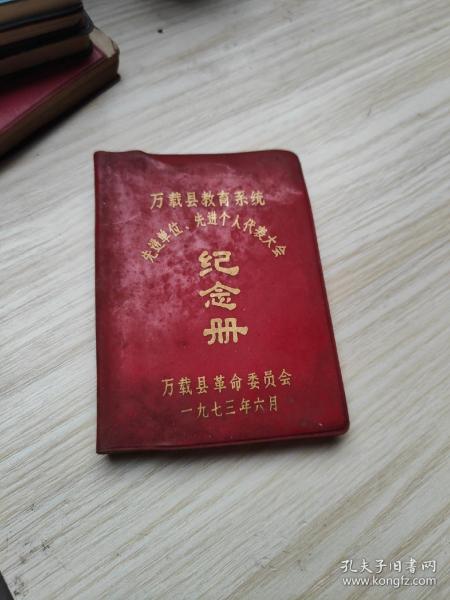 万载县教育系统
先进单位、先进个人代表大会
纪念册
万载县革命委员会
一九七三年六月
孔夫子旧书网
www.kongfz.com